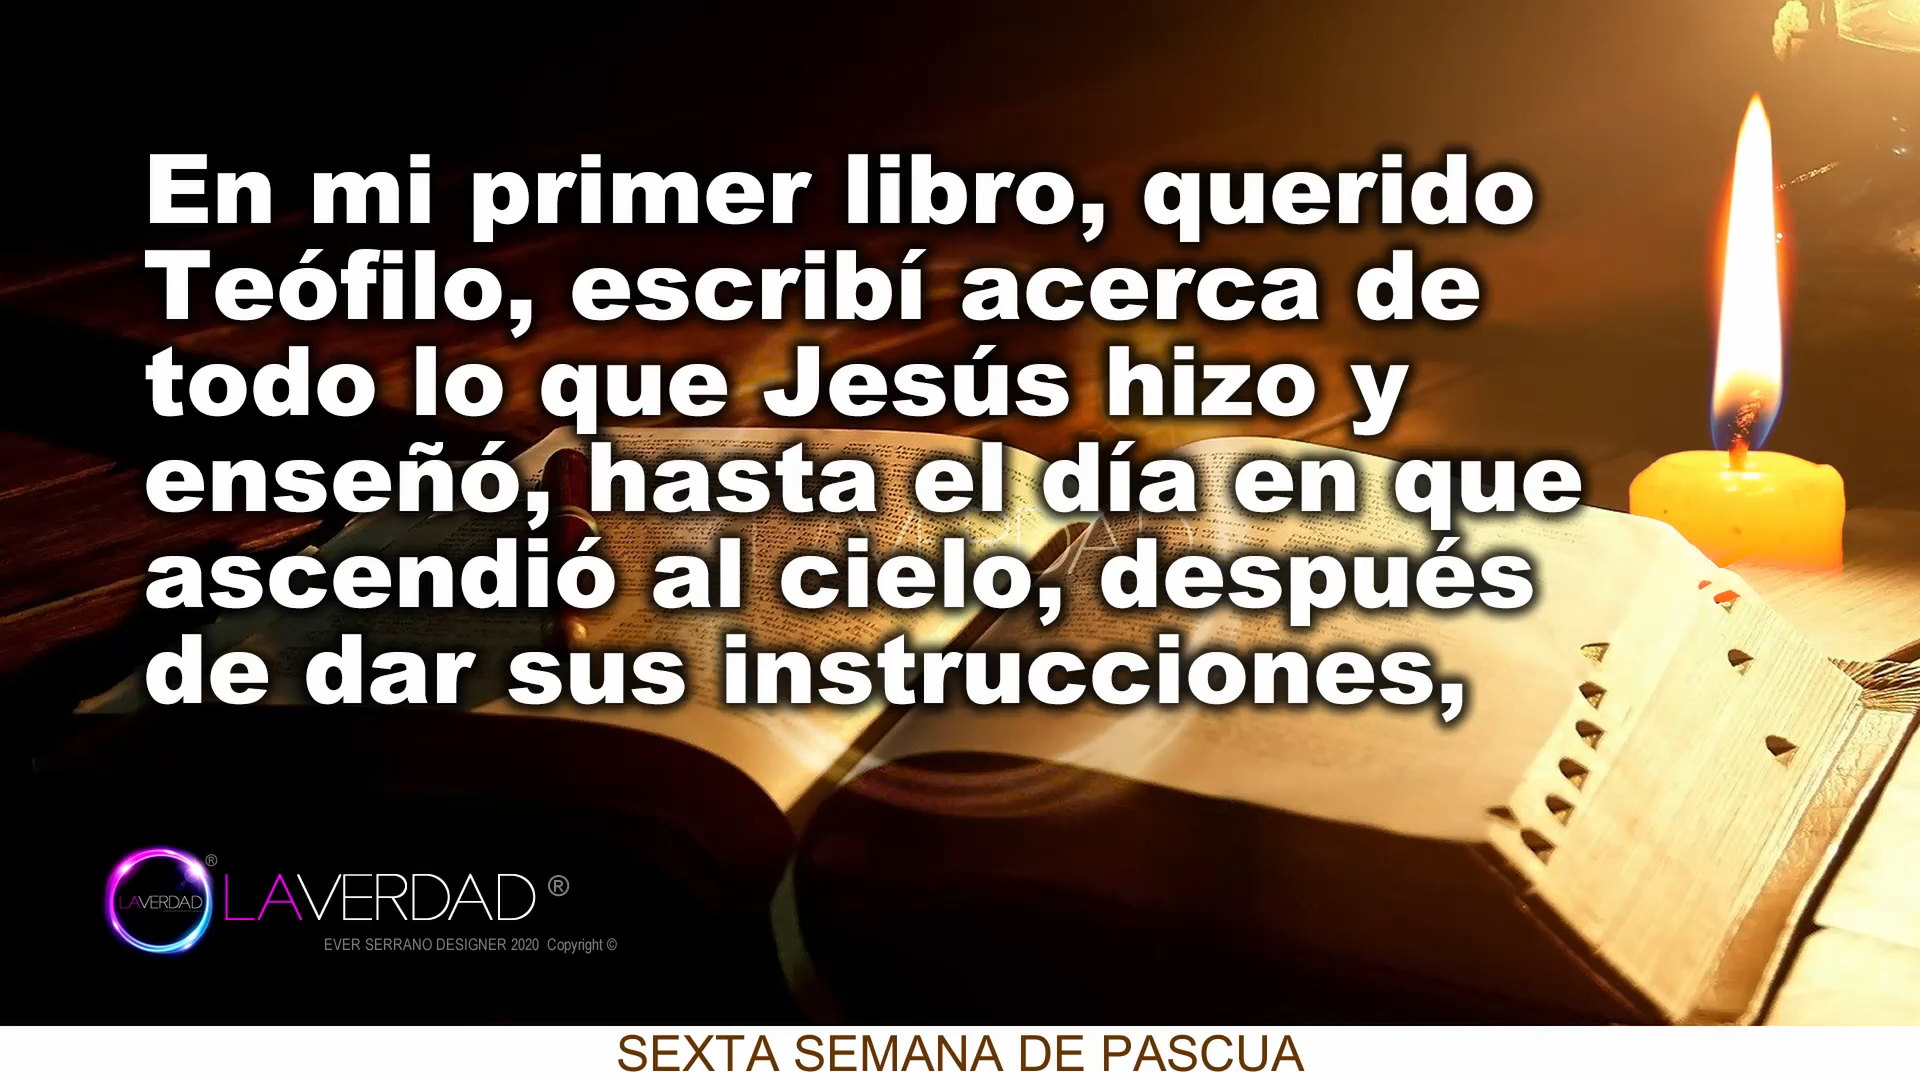 En mi primer libro, querido
Teófilo, escribí acerca de
todo lo que Jesús hizo y
enseñó, hasta el día en que
ascendió al cielo, después
de dar sus instrucciones,
LAVERDAD ®
LAVERDAD ®
EVER SERRANO DESIGNER 2020 Copyright ©
SEXTA SEMANA DE PASCUA